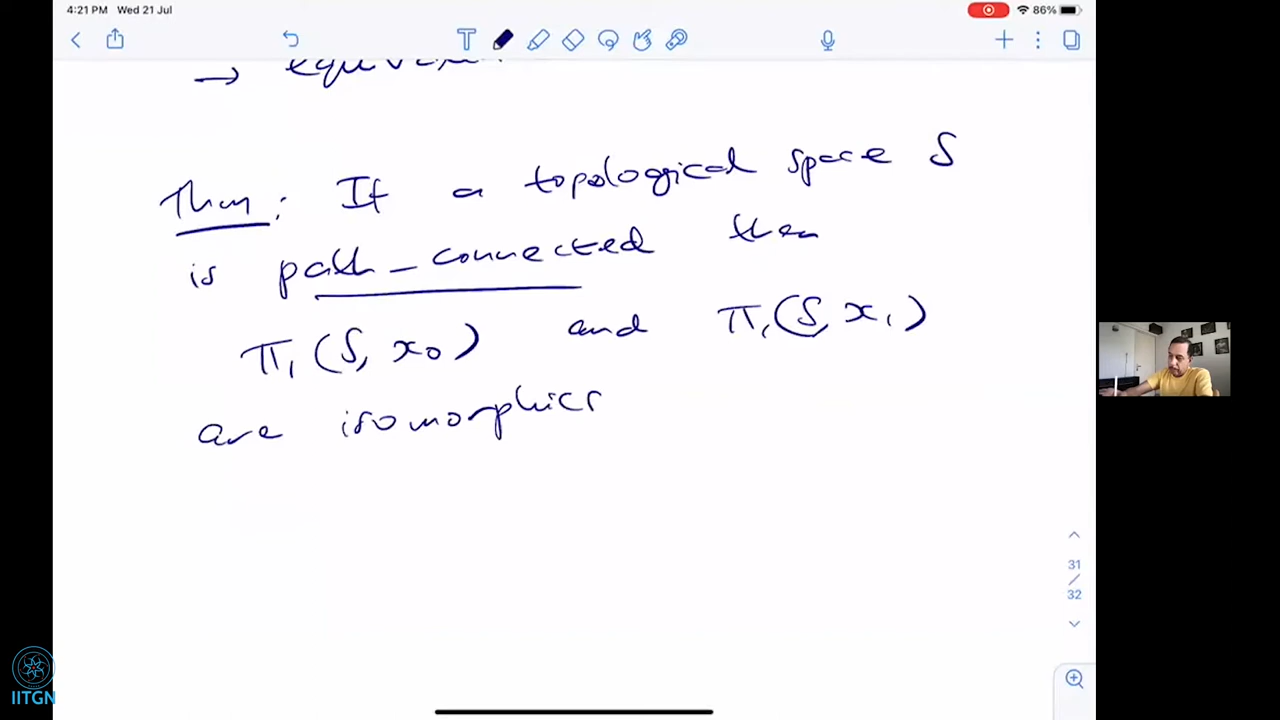 4:21 PM Wed 21 Jul
86%
T
→
Thm: If a topological space S
is path-connected then
π₁(S, x₀) and π₁(S, x₁)
are isomorphics
31
/
32
IITGN